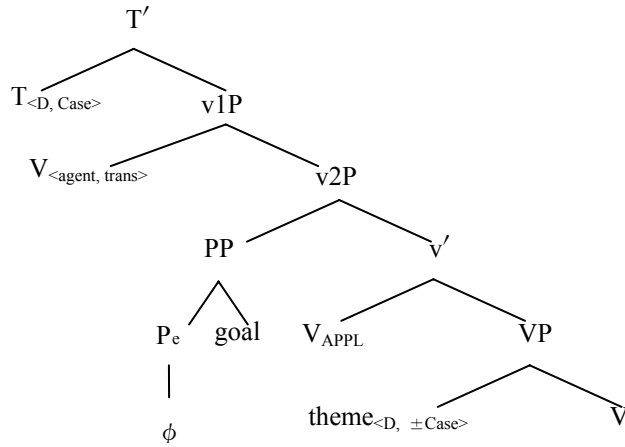 T′
T<D, Case> v1P
V<agent, trans> v2P
PP v′
Pe goal VAPPL VP
ϕ theme<D, ±Case> V